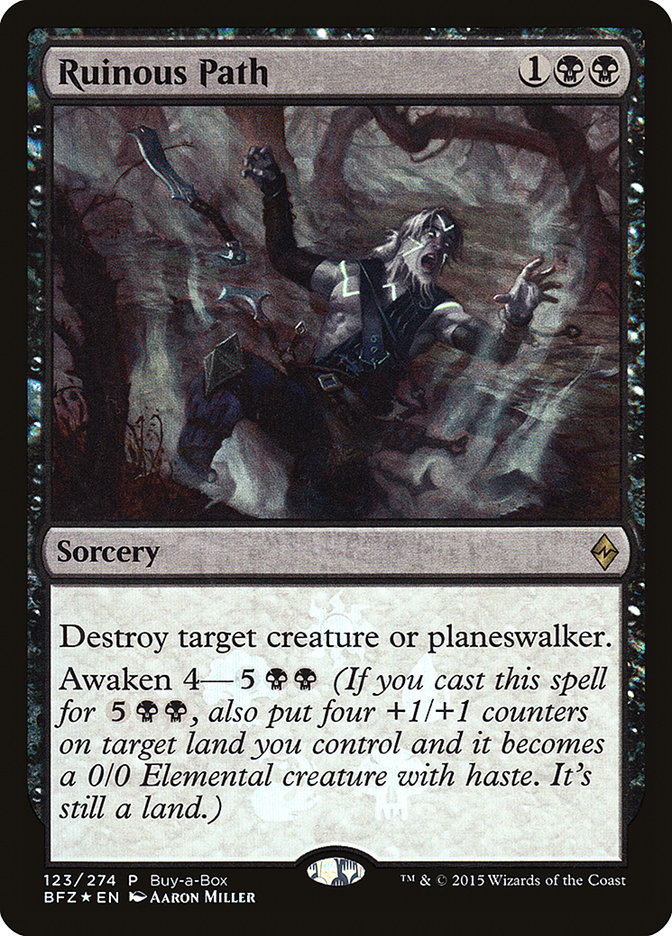 Ruinous Path 1
Sorcery
Destroy target creature or planeswalker.
Awaken 4—5 (If you cast this spell
for 5 , also put four +1/+1 counters
on target land you control and it becomes
a 0/0 Elemental creature with haste. It's
still a land.)
123/274 P Buy-a-Box
BFZ★EN Aaron Miller
™ & © 2015 Wizards of the Coast